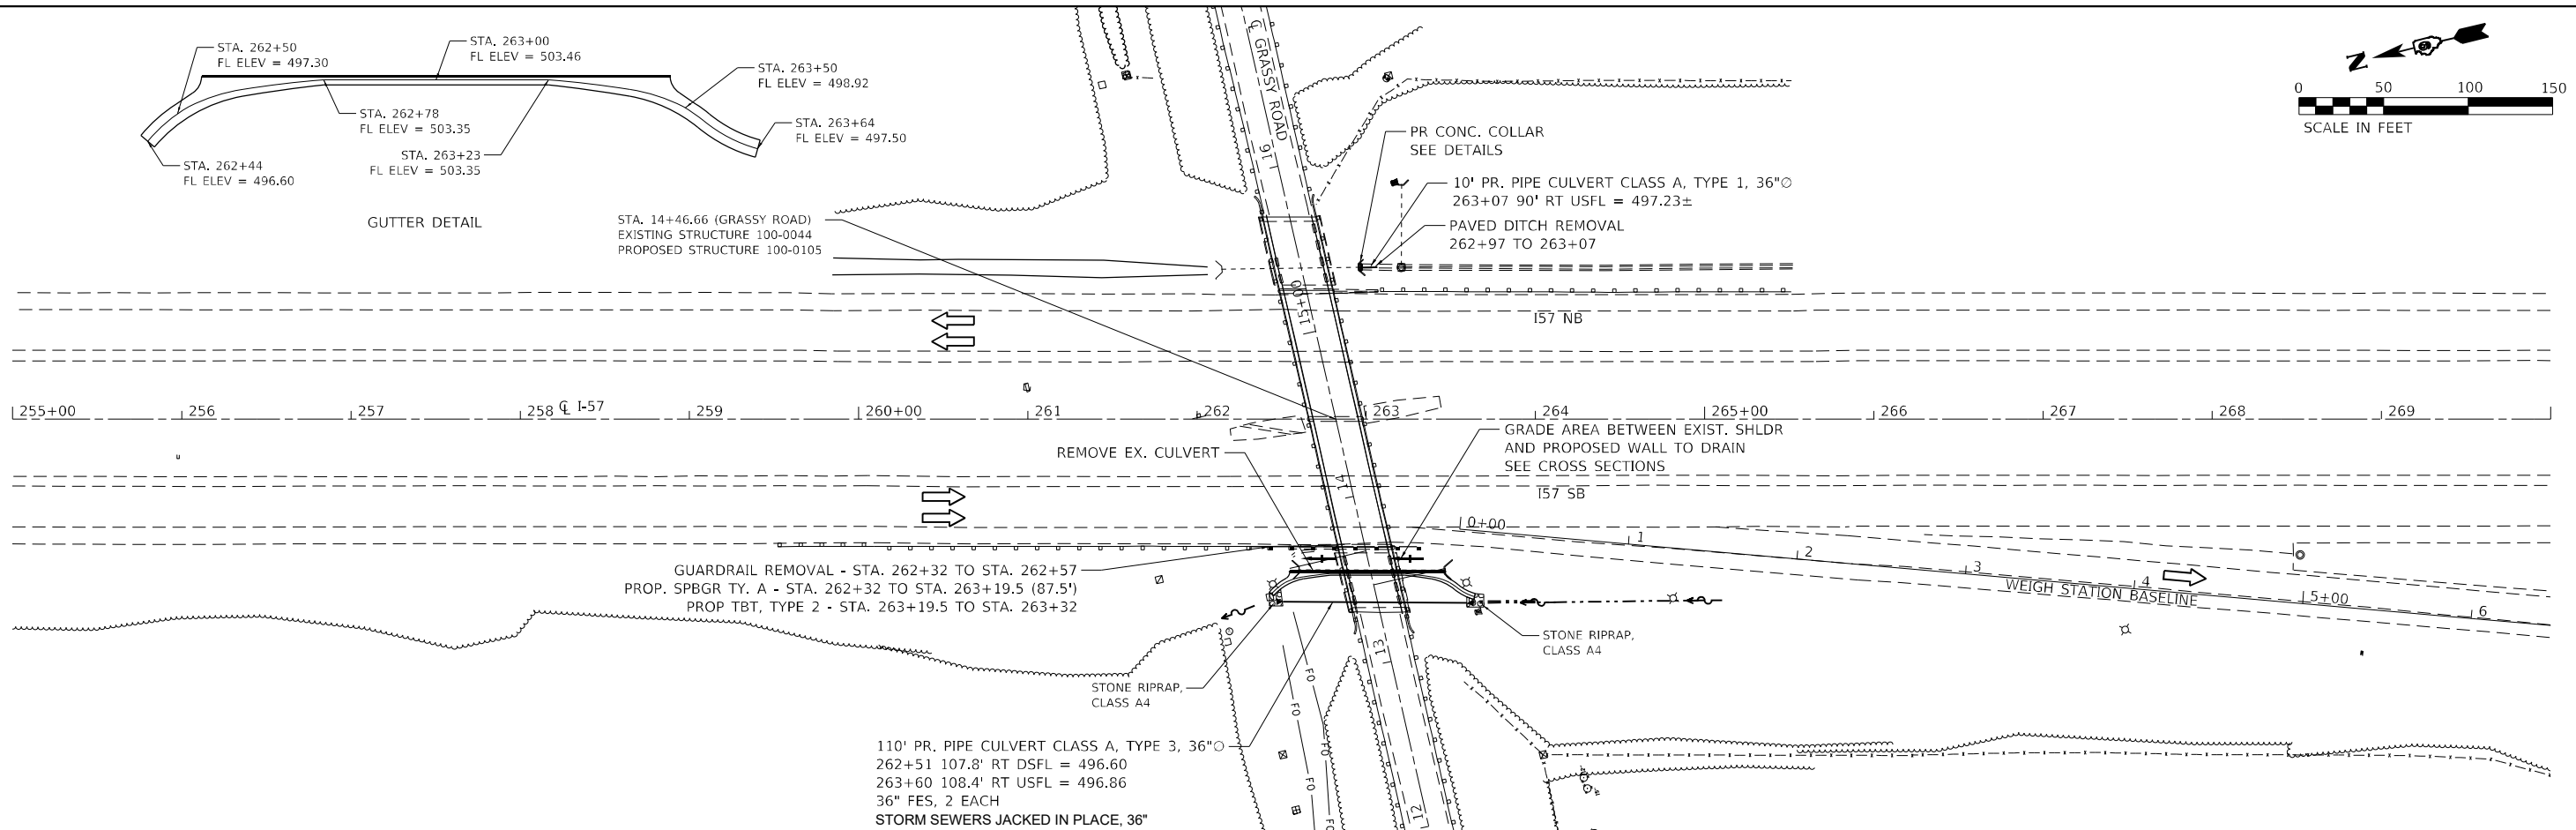 STA. 262+50
FL ELEV = 497.30
STA. 263+00
FL ELEV = 503.46
STA. 263+50
FL ELEV = 498.92
STA. 262+78
FL ELEV = 503.35
STA. 263+23
FL ELEV = 503.35
STA. 263+64
FL ELEV = 497.50
STA. 262+44
FL ELEV = 496.60
GUTTER DETAIL
N
0 50 100 150
SCALE IN FEET
℄ GRASSY ROAD
16
PR CONC. COLLAR
SEE DETAILS
10' PR. PIPE CULVERT CLASS A, TYPE 1, 36"∅
263+07 90' RT USFL = 497.23±
PAVED DITCH REMOVAL
262+97 TO 263+07
STA. 14+46.66 (GRASSY ROAD)
EXISTING STRUCTURE 100-0044
PROPOSED STRUCTURE 100-0105
15+00
I57 NB
255+00 256 257 258 ℄ I-57 259 260+00 261 262 263 264 265+00 266 267 268 269
REMOVE EX. CULVERT
GRADE AREA BETWEEN EXIST. SHLDR
AND PROPOSED WALL TO DRAIN
SEE CROSS SECTIONS
14
I57 SB
0+00 1 2 3 4 5+00 6
WEIGH STATION BASELINE
GUARDRAIL REMOVAL - STA. 262+32 TO STA. 262+57
PROP. SPBGR TY. A - STA. 262+32 TO STA. 263+19.5 (87.5')
PROP TBT, TYPE 2 - STA. 263+19.5 TO STA. 263+32
STONE RIPRAP,
CLASS A4
13
STONE RIPRAP,
CLASS A4
FO
FO
FO
FO
FO
FO
110' PR. PIPE CULVERT CLASS A, TYPE 3, 36"∅
262+51 107.8' RT DSFL = 496.60
263+60 108.4' RT USFL = 496.86
36" FES, 2 EACH
STORM SEWERS JACKED IN PLACE, 36"
12